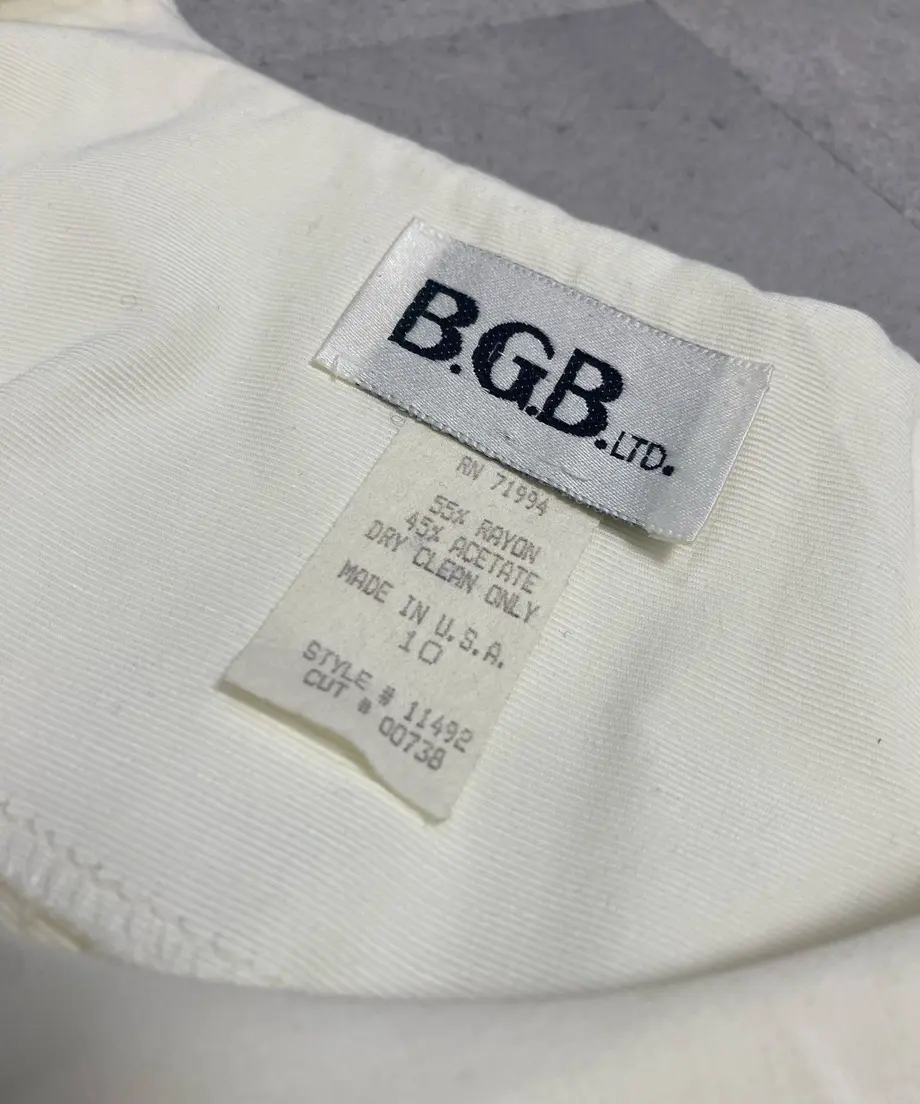 B.G.B.LTD.
RN 71994
55% RAYON
45% ACETATE
DRY CLEAN ONLY
MADE IN U.S.A.
10
STYLE # 11492
CUT # 00738